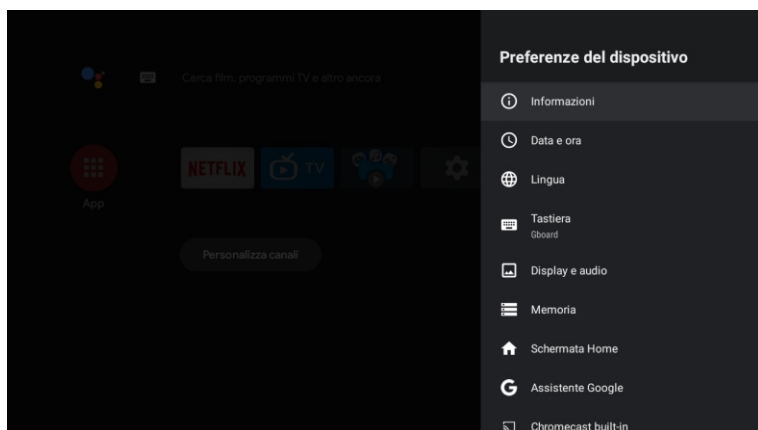 Preferenze del dispositivo
Cerca film, programmi TV e altro ancora
Informazioni
Data e ora
Lingua
NETFLIX
TV
App
Tastiera
Gboard
Personalizza canali
Display e audio
Memoria
Schermata Home
G Assistente Google
Chromecast built-in